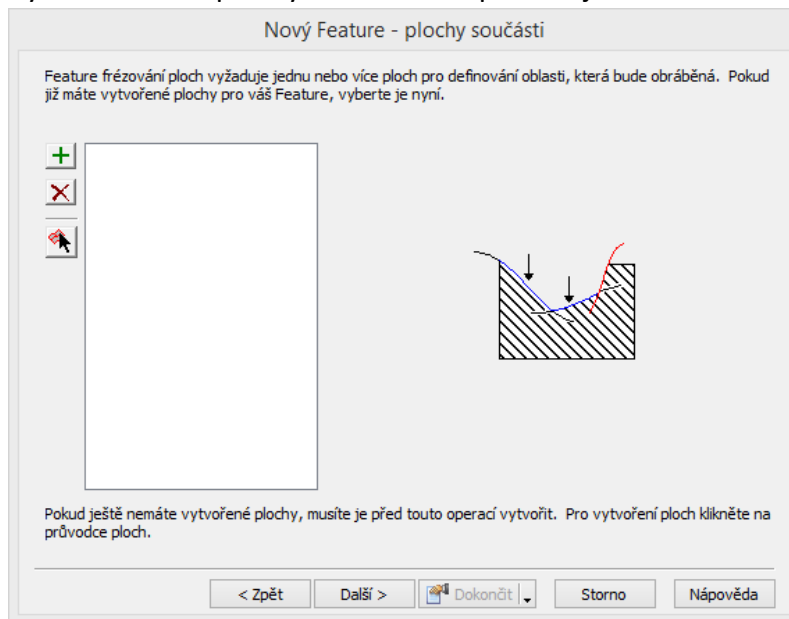 Nový Feature - plochy součásti
Feature frézování ploch vyžaduje jednu nebo více ploch pro definování oblasti, která bude obráběná. Pokud
již máte vytvořené plochy pro váš Feature, vyberte je nyní.
Pokud ještě nemáte vytvořené plochy, musíte je před touto operací vytvořit. Pro vytvoření ploch klikněte na
průvodce ploch.
< Zpět Další > Dokončit Storno Nápověda